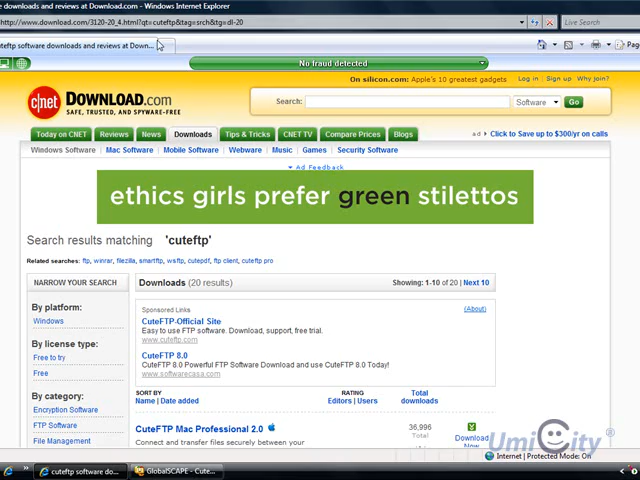 e downloads and reviews at Download.com - Windows Internet Explorer
www.download.com/3120-20_4.html?qt=cuteftp&tag=srch&tg=dl-20
Live Search
cuteftp software downloads and reviews at Down...
Page
No fraud detected
On silicon.com: Apple's 10 greatest gadgets
Log in | Sign up Why join?
c|net DOWNLOAD.com
SAFE, TRUSTED, AND SPYWARE-FREE
Search:
Software
Go
Today on CNET
Reviews
News
Downloads
Tips & Tricks
CNET TV
Compare Prices
Blogs
ad
Click to Save up to $300/yr on calls
Windows Software | Mac Software | Mobile Software | Webware | Music | Games | Security Software
Ad Feedback
ethics girls prefer green stilettos
Search results matching 'cuteftp'
Related searches: ftp, winrar, filezilla, smartftp, wsftp, cutepdf, ftp client, cuteftp pro
NARROW YOUR SEARCH
By platform:
Windows
By license type:
Free to try
Free
By category:
Encryption Software
FTP Software
File Management
Downloads (20 results)
Showing: 1-10 of 20 | Next 10
Sponsored Links
(About)
CuteFTP-Official Site
Easy to use FTP software. Download, support, free trial.
www.cuteftp.com
CuteFTP 8.0
CuteFTP 8.0 Powerful FTP Software Download and use CuteFTP 8.0 Today!
www.softwarecasa.com
SORT BY
Name | Date added
RATING
Editors | Users
Total
downloads
CuteFTP Mac Professional 2.0
Connect and transfer files securely between your
36,996
Total
Download
Now
UmiCity ®
Internet | Protected Mode: On
cuteftp software do...
GlobalSCAPE - Cute...